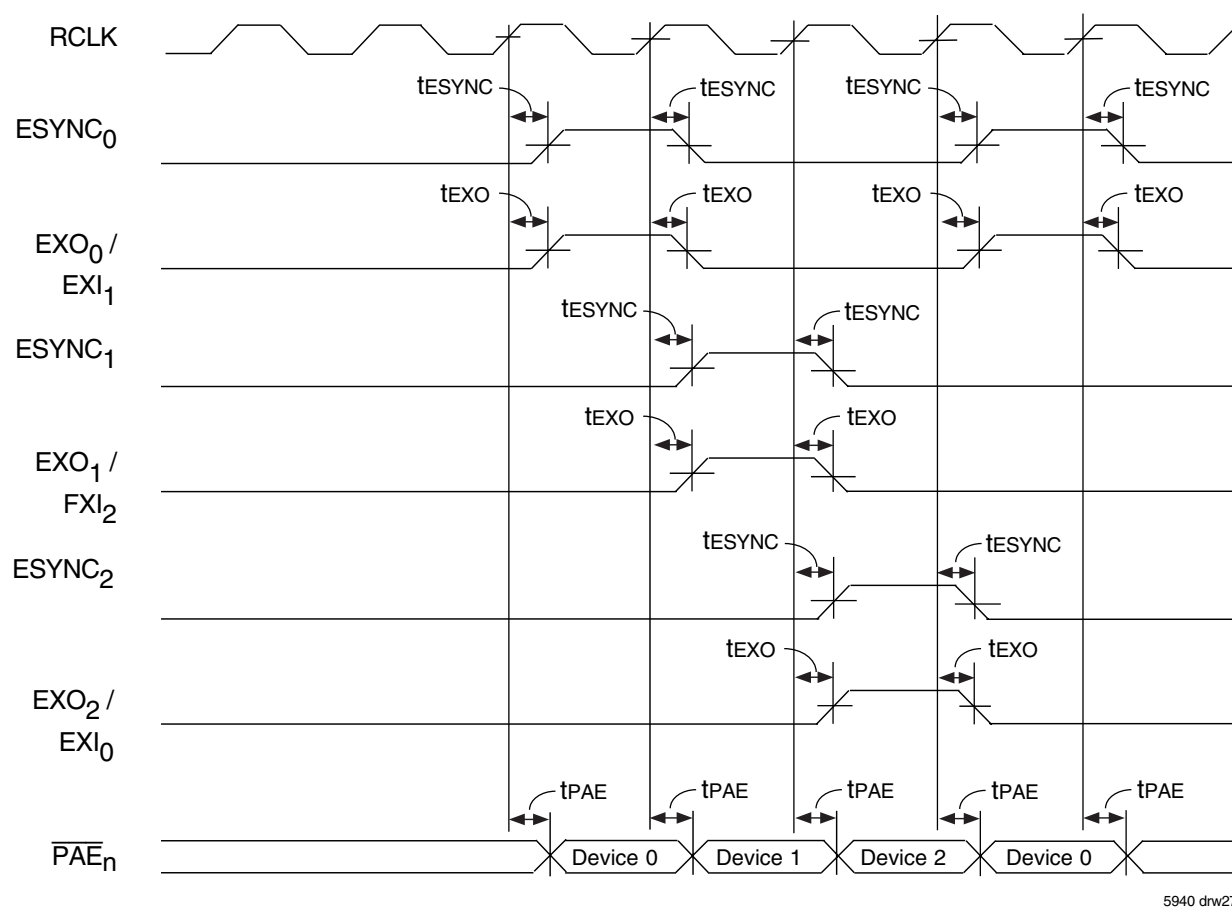 RCLK
tESYNC tESYNC tESYNC tESYNC
ESYNC0
tEXO tEXO tEXO tEXO
EXO0 /
EXI1
tESYNC tESYNC
ESYNC1
tEXO tEXO
EXO1 /
FXI2
tESYNC tESYNC
ESYNC2
tEXO tEXO
EXO2 /
EXI0
tPAE tPAE tPAE tPAE tPAE
PAEn Device 0 Device 1 Device 2 Device 0
5940 drw27